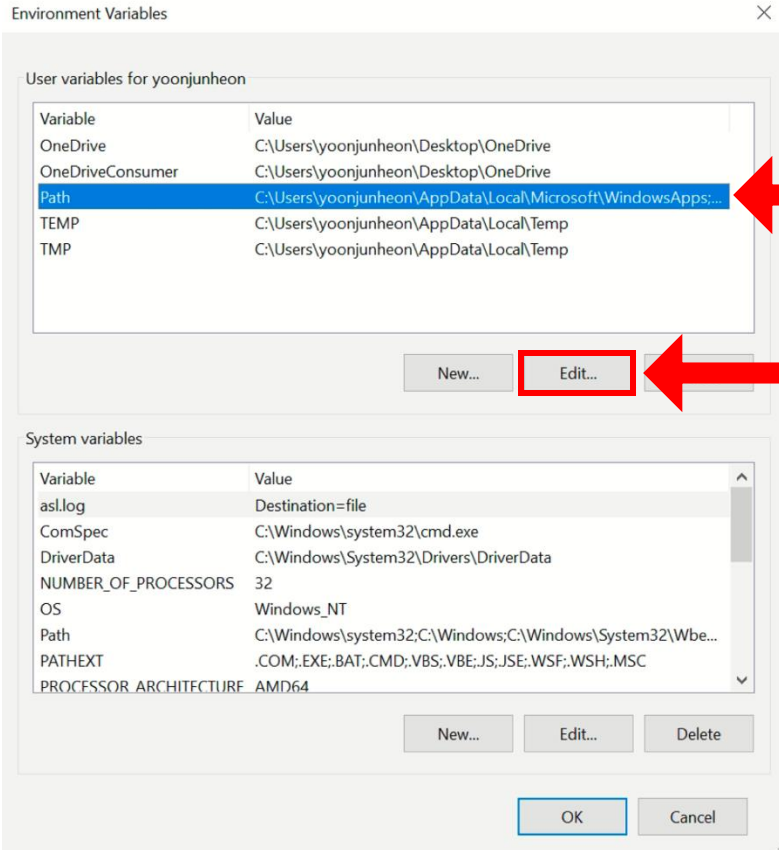 Environment Variables
User variables for yoonjunheon
Variable Value
OneDrive C:\Users\yoonjunheon\Desktop\OneDrive
OneDriveConsumer C:\Users\yoonjunheon\Desktop\OneDrive
Path C:\Users\yoonjunheon\AppData\Local\Microsoft\WindowsApps;...
TEMP C:\Users\yoonjunheon\AppData\Local\Temp
TMP C:\Users\yoonjunheon\AppData\Local\Temp
New... Edit...
System variables
Variable Value
asl.log Destination=file
ComSpec C:\Windows\system32\cmd.exe
DriverData C:\Windows\System32\Drivers\DriverData
NUMBER_OF_PROCESSORS 32
OS Windows_NT
Path C:\Windows\system32;C:\Windows;C:\Windows\System32\Wbe...
PATHEXT .COM;.EXE;.BAT;.CMD;.VBS;.VBE;.JS;.JSE;.WSF;.WSH;.MSC
PROCESSOR_ARCHITECTURE AMD64
New... Edit... Delete
OK Cancel